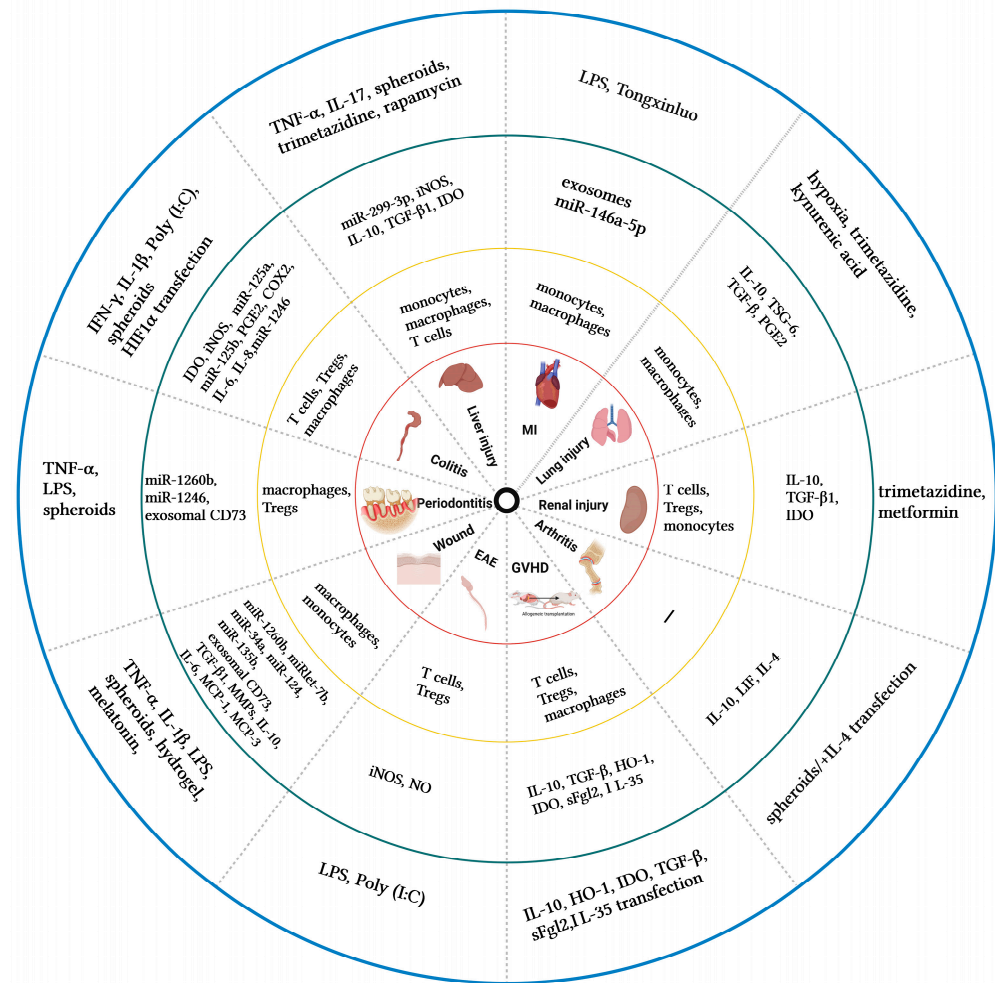 TNF-α, IL-17, spheroids,
trimetazidine, rapamycin
LPS, Tongxinluo
hypoxia, trimetazidine,
kynurenic acid
trimetazidine,
metformin
spheroids/+IL-4 transfection
IL-10, HO-1, IDO, TGF-β,
sFgl2,I L-35 transfection
LPS, Poly (I:C)
TNF-α, IL-1β, LPS,
spheroids, hydrogel,
melatonin,
TNF-α,
LPS,
spheroids
IFN-γ, IL-1β, Poly (I:C),
spheroids
HIF1α transfection
miR-299-3p, iNOS,
IL-10, TGF-β1, IDO
exosomes
miR-146a-5p
IL-10, TSG-6,
TGF-β, PGE2
IL-10,
TGF-β1,
IDO
IL-10, LIF, IL-4
IL-10, TGF-β, HO-1,
IDO, sFgl2, I L-35
iNOS, NO
miR-1260b, miRlet-7b,
miR-34a, miR-124,
miR-135b,
exosomal CD73,
TGF-β1, MMPs, IL-10,
IL-6, MCP-1, MCP-3
miR-1260b,
miR-1246,
exosomal CD73
IDO, iNOS, miR-125a,
miR-125b, PGE2, COX2,
IL-6, IL-8,miR-1246
monocytes,
macrophages,
T cells
monocytes,
macrophages
monocytes,
macrophages
T cells,
Tregs,
monocytes
/
T cells,
Tregs,
macrophages
T cells,
Tregs
macrophages,
monocytes
macrophages,
Tregs
T cells, Tregs,
macrophages
Liver injury
MI
Lung injury
Renal injury
Arthritis
GVHD
Allogeneic transplantation
EAE
Wound
Periodontitis
Colitis